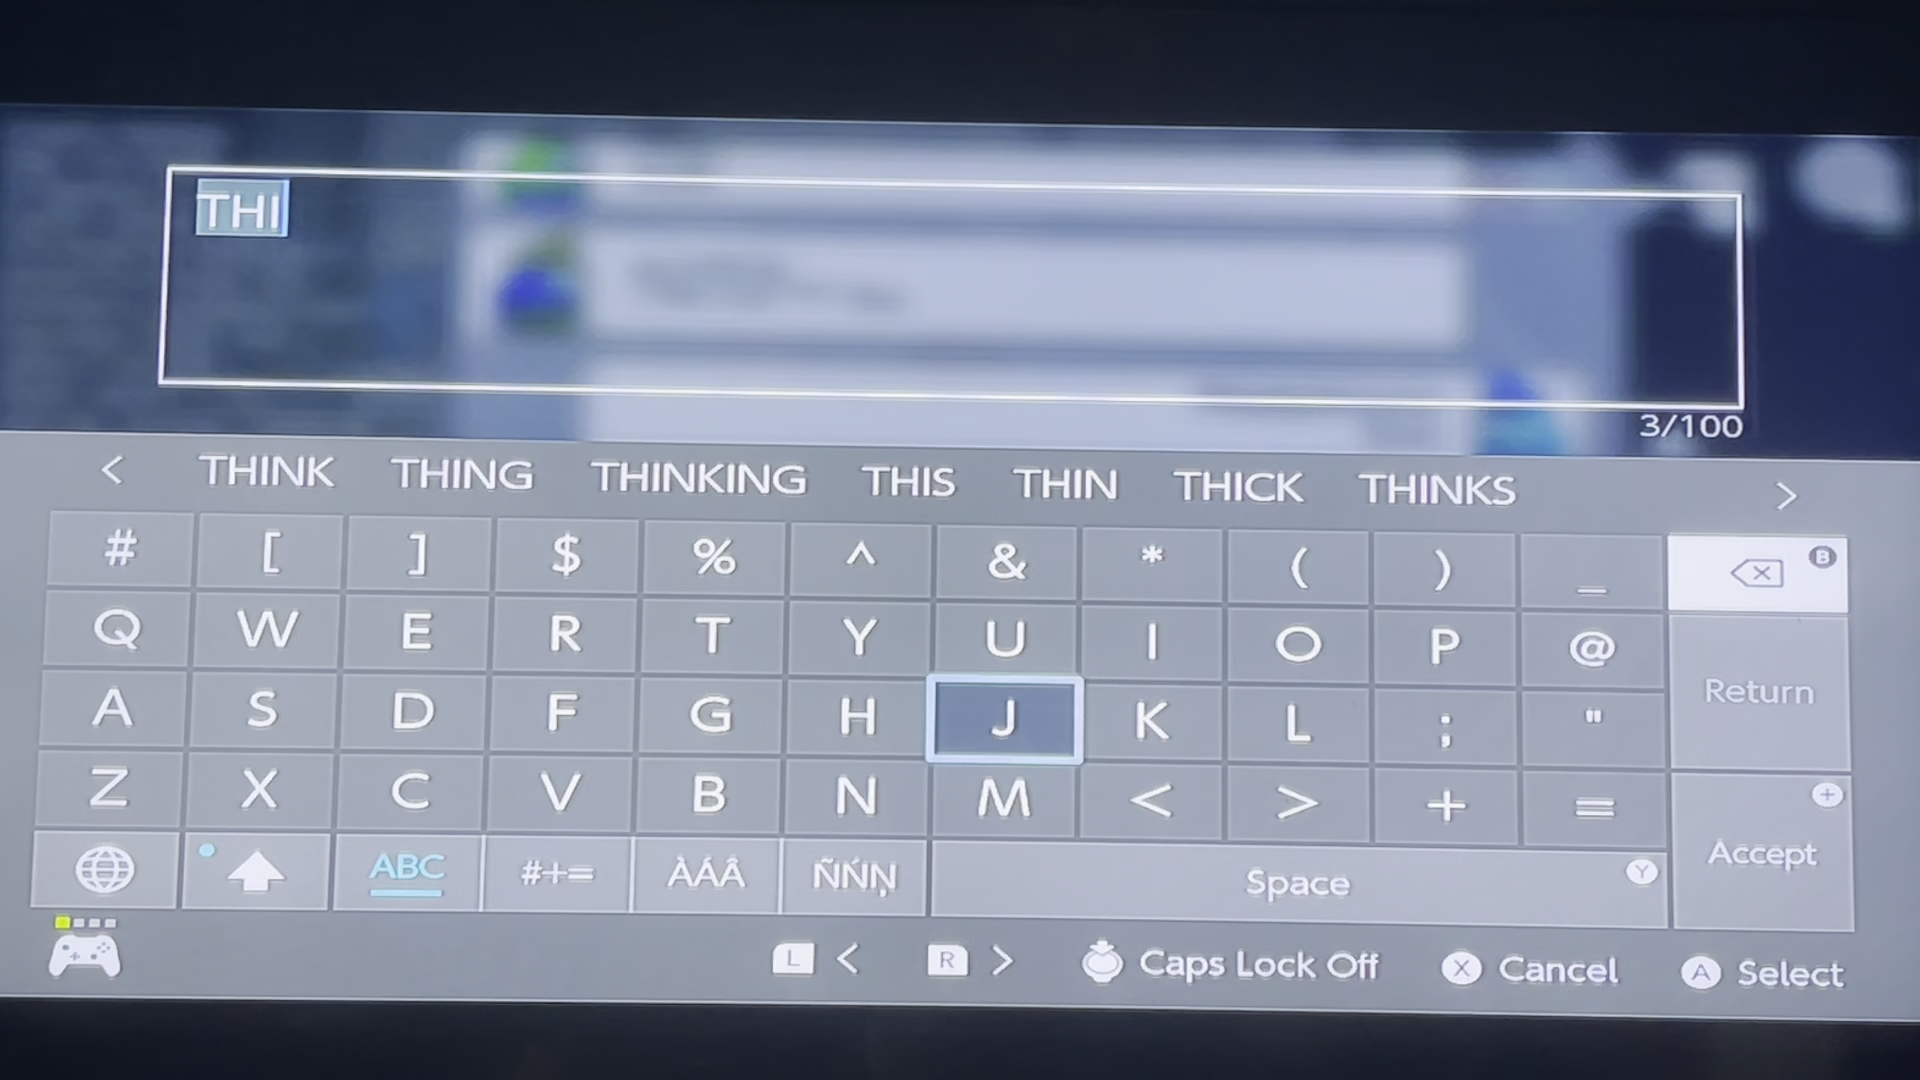 THI
3/100
< THINK THING THINKING THIS THIN THICK THINKS >
# [ ] $ % ^ & * ( ) _ B
Q W E R T Y U I O P @ Return
A S D F G H J K L ; "
Z X C V B N M < > + = + Accept
ABC #+= ÀÁÂ ÑŃŅ Space Y
L < R > Caps Lock Off X Cancel A Select